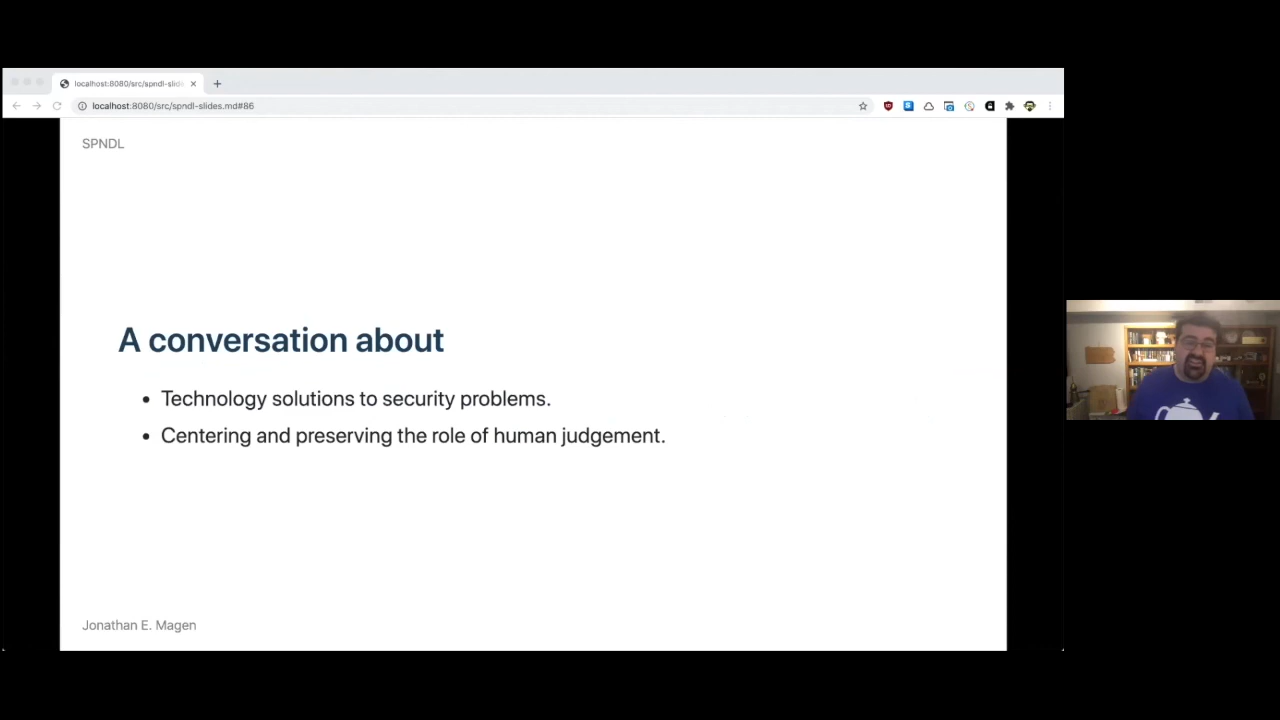 localhost:8080/src/spndl-slide
localhost:8080/src/spndl-slides.md#86
SPNDL
A conversation about
• Technology solutions to security problems.
• Centering and preserving the role of human judgement.
Jonathan E. Magen